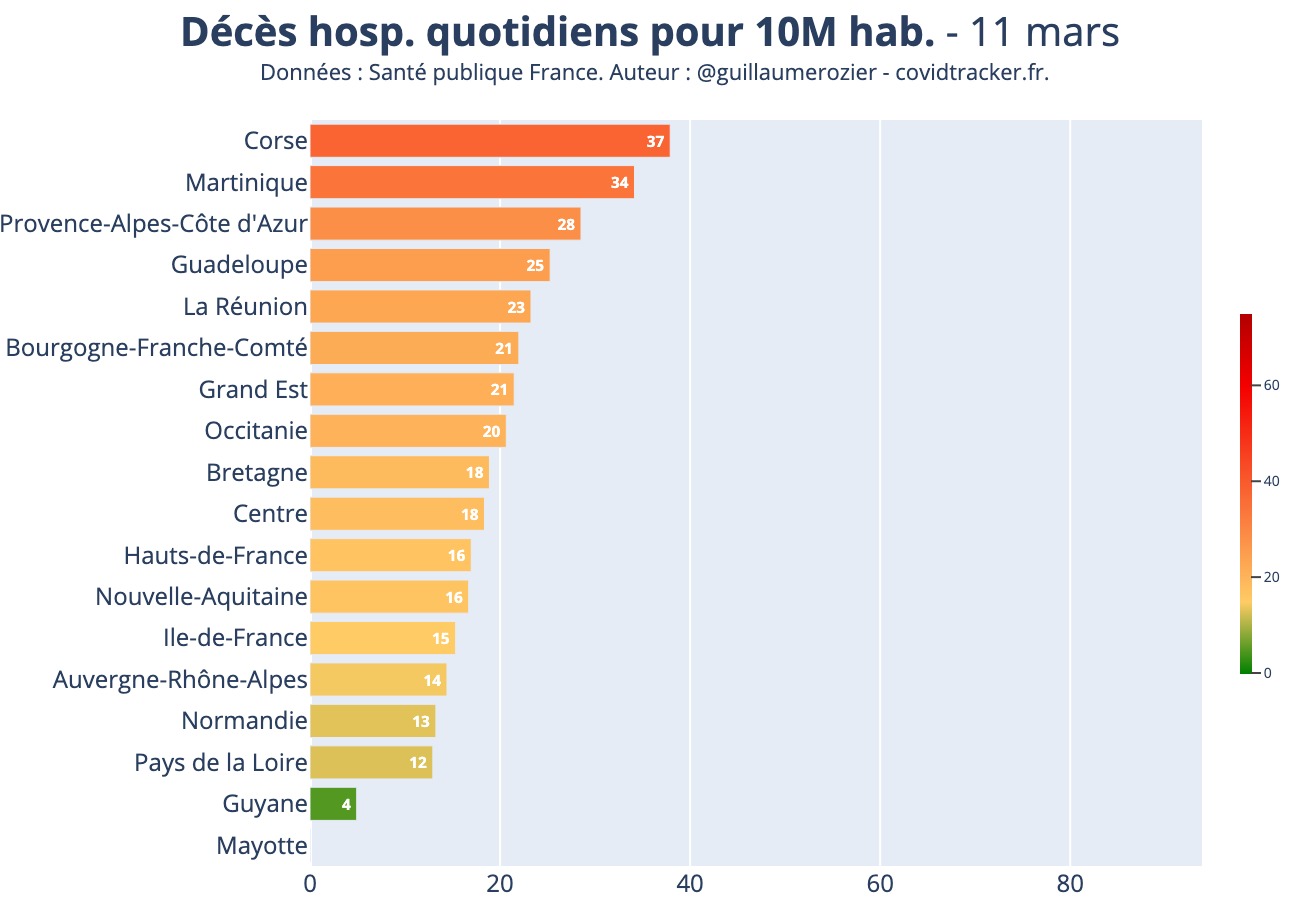 Décès hosp. quotidiens pour 10M hab. - 11 mars
Données : Santé publique France. Auteur : @guillaumerozier - covidtracker.fr.
Corse 37
Martinique 34
Provence-Alpes-Côte d'Azur 28
Guadeloupe 25
La Réunion 23
Bourgogne-Franche-Comté 21
Grand Est 21
Occitanie 20
Bretagne 18
Centre 18
Hauts-de-France 16
Nouvelle-Aquitaine 16
Ile-de-France 15
Auvergne-Rhône-Alpes 14
Normandie 13
Pays de la Loire 12
Guyane 4
Mayotte
0 20 40 60 80
60
40
20
0